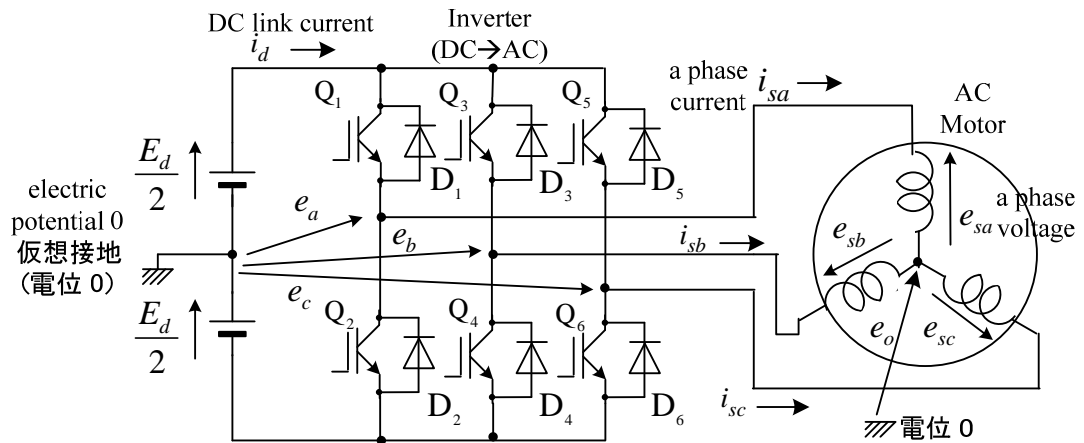 DC link current
i_d
Inverter
(DC→AC)
a phase
current
i_sa
AC
Motor
Q_1
Q_3
Q_5
D_1
D_3
D_5
E_d
2
electric
potential 0
仮想接地
(電位 0)
e_a
e_b
e_c
i_sb
e_sb
e_sa
a phase
voltage
E_d
2
Q_2
Q_4
Q_6
D_2
D_4
D_6
e_o
e_sc
i_sc
電位 0